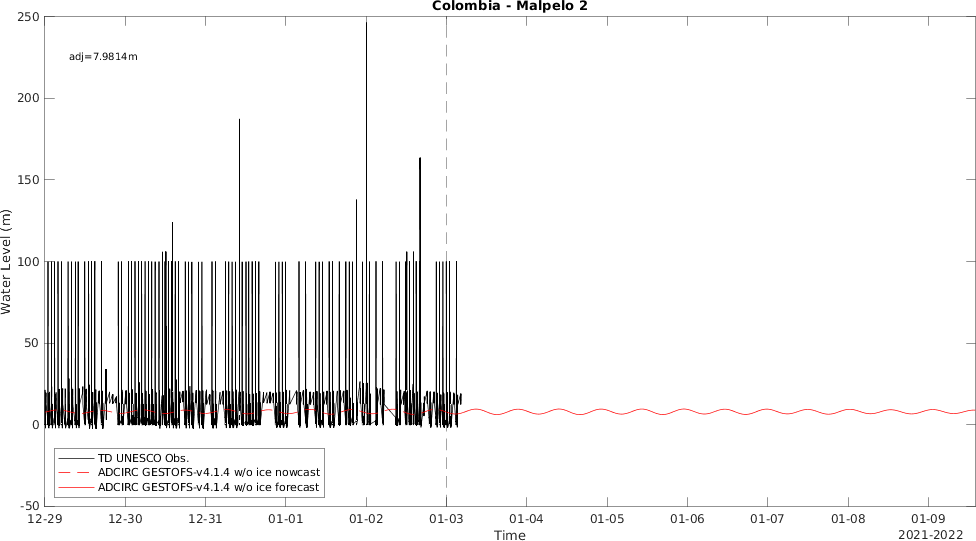 Colombia - Malpelo 2
adj=7.9814m
250
200
150
100
50
0
-50
Water Level (m)
TD UNESCO Obs.
ADCIRC GESTOFS-v4.1.4 w/o ice nowcast
ADCIRC GESTOFS-v4.1.4 w/o ice forecast
12-29 12-30 12-31 01-01 01-02 01-03 01-04 01-05 01-06 01-07 01-08 01-09
Time
2021-2022